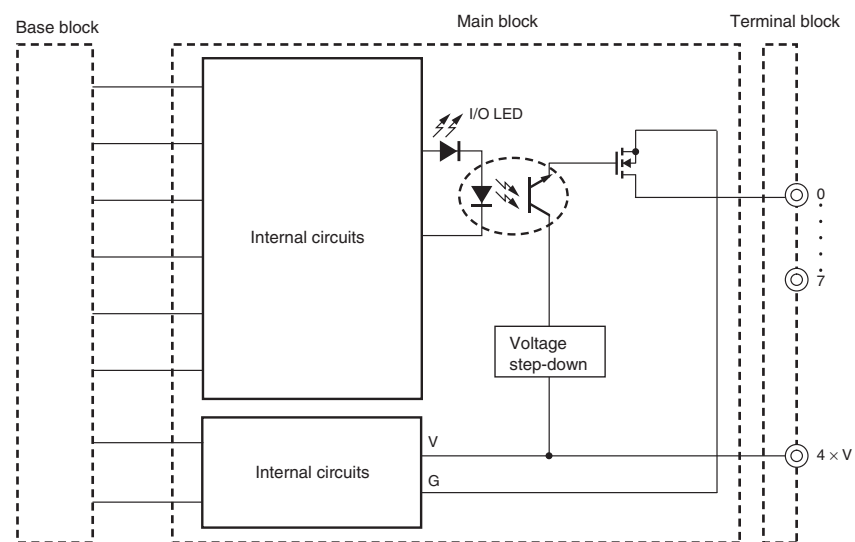 Base block
Main block
Terminal block
I/O LED
Internal circuits
0
7
Voltage
step-down
Internal circuits
V
G
4 × V